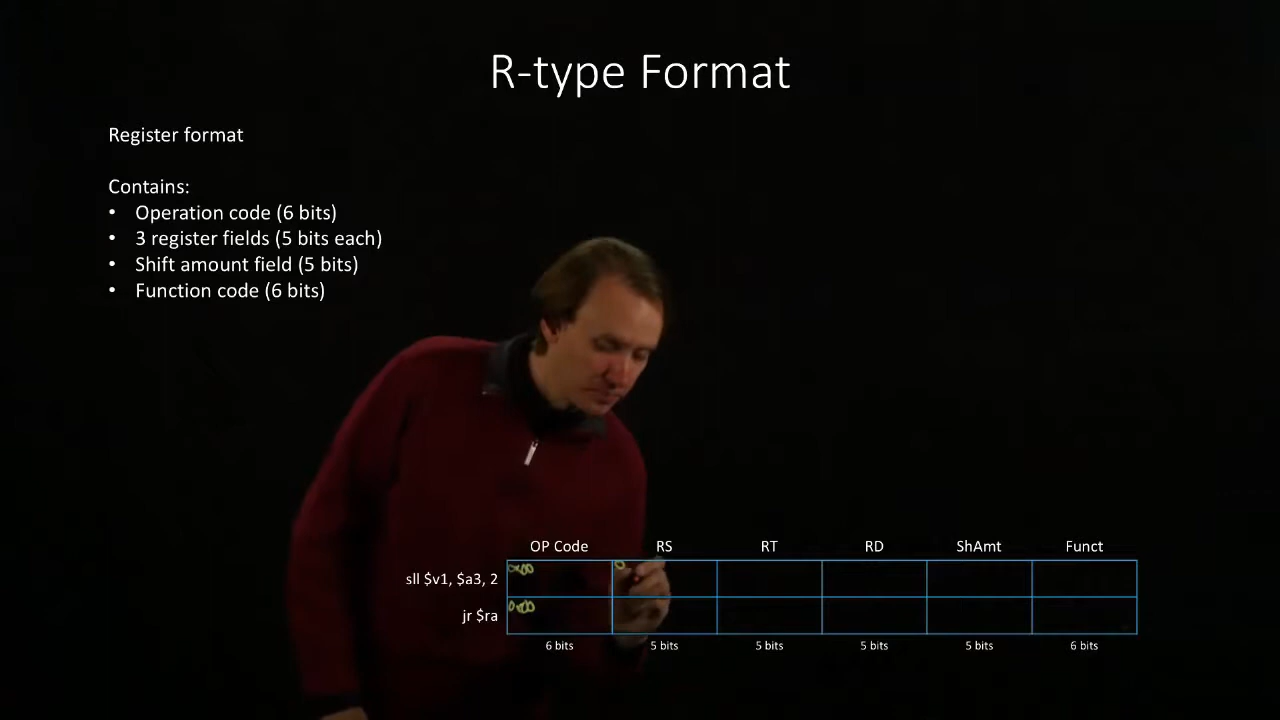 R-type Format
Register format
Contains:
• Operation code (6 bits)
• 3 register fields (5 bits each)
• Shift amount field (5 bits)
• Function code (6 bits)
OP Code RS RT RD ShAmt Funct
sll $v1, $a3, 2
jr $ra
6 bits 5 bits 5 bits 5 bits 5 bits 6 bits